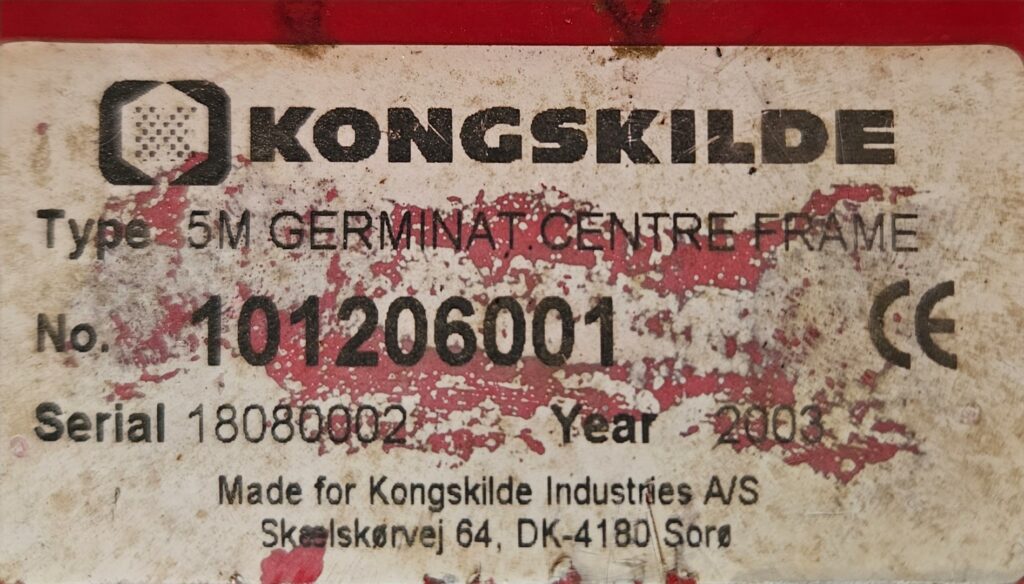 KONGSKILDE
Type 5M GERMINAT.CENTRE FRAME
No. 101206001 CE
Serial 18080002 Year 2003
Made for Kongskilde Industries A/S
Skælskørvej 64, DK-4180 Sorø